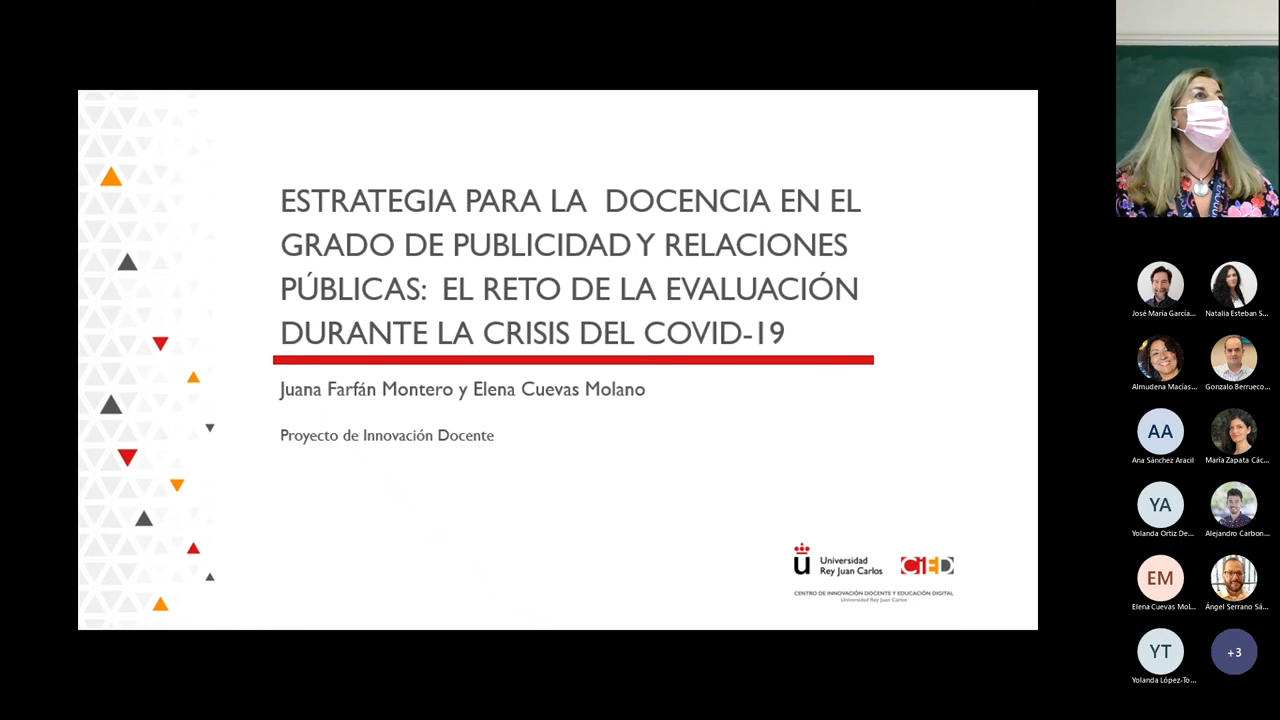 ESTRATEGIA PARA LA DOCENCIA EN EL
GRADO DE PUBLICIDAD Y RELACIONES
PÚBLICAS: EL RETO DE LA EVALUACIÓN
DURANTE LA CRISIS DEL COVID-19
Juana Farfán Montero y Elena Cuevas Molano
Proyecto de Innovación Docente
u Universidad
Rey Juan Carlos
CIED
CENTRO DE INNOVACIÓN DOCENTE Y EDUCACIÓN DIGITAL
Universidad Rey Juan Carlos
José María García...
Natalia Esteban S...
Almudena Macías...
Gonzalo Berrueco...
AA
Ana Sánchez Aracil
María Zapata Các...
YA
Yolanda Ortiz De...
Alejandro Carbon...
EM
Elena Cuevas Mol...
Ángel Serrano Sá...
YT
Yolanda López-To...
+3